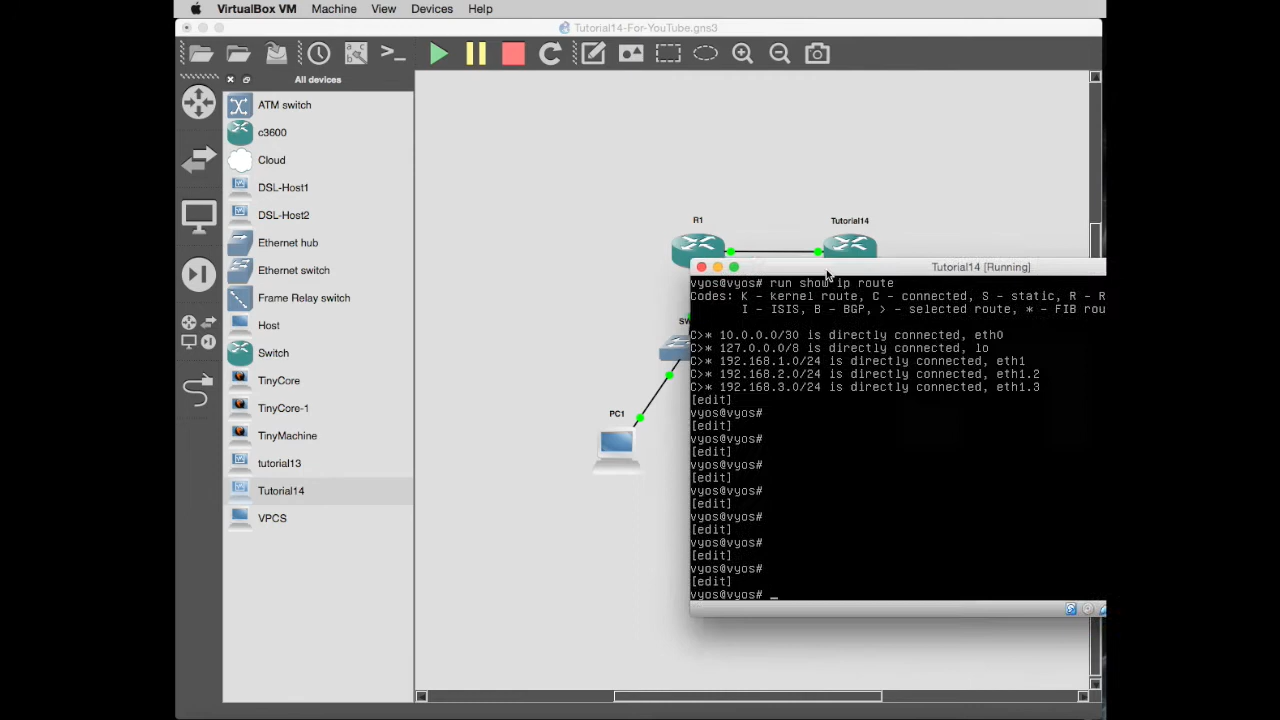 VirtualBox VM Machine View Devices Help
Tutorial14-For-YouTube.gns3
All devices
ATM switch
c3600
Cloud
DSL-Host1
DSL-Host2
Ethernet hub
Ethernet switch
Frame Relay switch
Host
Switch
TinyCore
TinyCore-1
TinyMachine
tutorial13
Tutorial14
VPCS
R1
Tutorial14
SW
PC1
Tutorial14 [Running]
vyos@vyos# run show ip route
Codes: K - kernel route, C - connected, S - static, R - R
I - ISIS, B - BGP, > - selected route, * - FIB rou
C>* 10.0.0.0/30 is directly connected, eth0
C>* 127.0.0.0/8 is directly connected, lo
C>* 192.168.1.0/24 is directly connected, eth1
C>* 192.168.2.0/24 is directly connected, eth1.2
C>* 192.168.3.0/24 is directly connected, eth1.3
[edit]
vyos@vyos#
[edit]
vyos@vyos#
[edit]
vyos@vyos#
[edit]
vyos@vyos#
[edit]
vyos@vyos#
[edit]
vyos@vyos#
[edit]
vyos@vyos#
[edit]
vyos@vyos# _